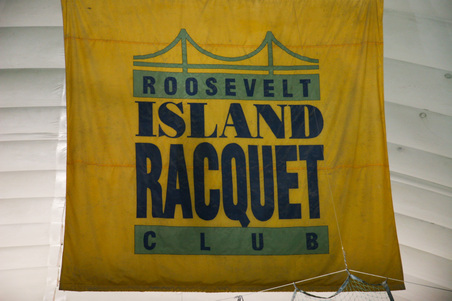 ROOSEVELT
ISLAND
RACQUET
CLUB